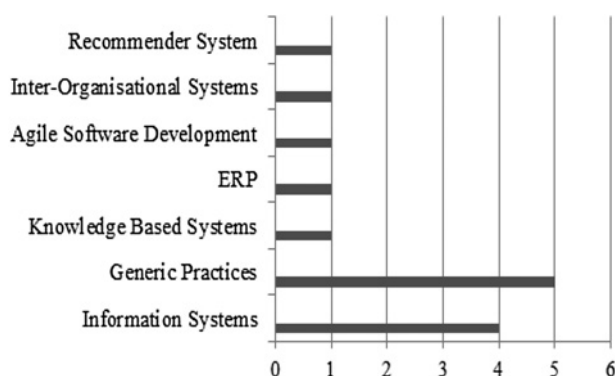 Recommender System
Inter-Organisational Systems
Agile Software Development
ERP
Knowledge Based Systems
Generic Practices
Information Systems
0 1 2 3 4 5 6